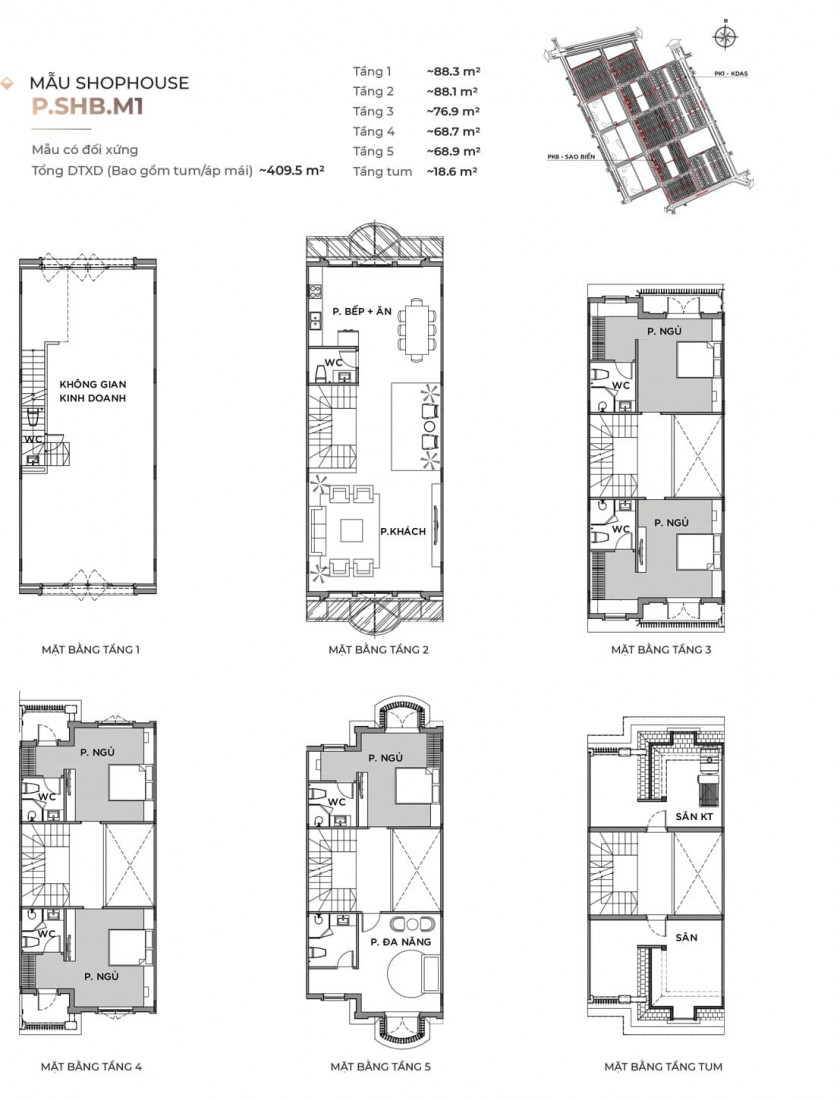 MẪU SHOPHOUSE
P.SHB.M1
Mẫu có đối xứng
Tổng DTXD (Bao gồm tum/áp mái) ~409.5 m²
Tầng 1 ~88.3 m²
Tầng 2 ~88.1 m²
Tầng 3 ~76.9 m²
Tầng 4 ~68.7 m²
Tầng 5 ~68.9 m²
Tầng tum ~18.6 m²
PK1 - KDAS
PK8 - SAO BIỂN
KHÔNG GIAN
KINH DOANH
WC
MẶT BẰNG TẦNG 1
P. BẾP + ĂN
WC
P.KHÁCH
MẶT BẰNG TẦNG 2
P. NGỦ
WC
P. NGỦ
WC
MẶT BẰNG TẦNG 3
P. NGỦ
WC
WC
P. NGỦ
MẶT BẰNG TẦNG 4
P. NGỦ
WC
P. ĐA NĂNG
MẶT BẰNG TẦNG 5
SÂN KT
SÂN
MẶT BẰNG TẦNG TUM